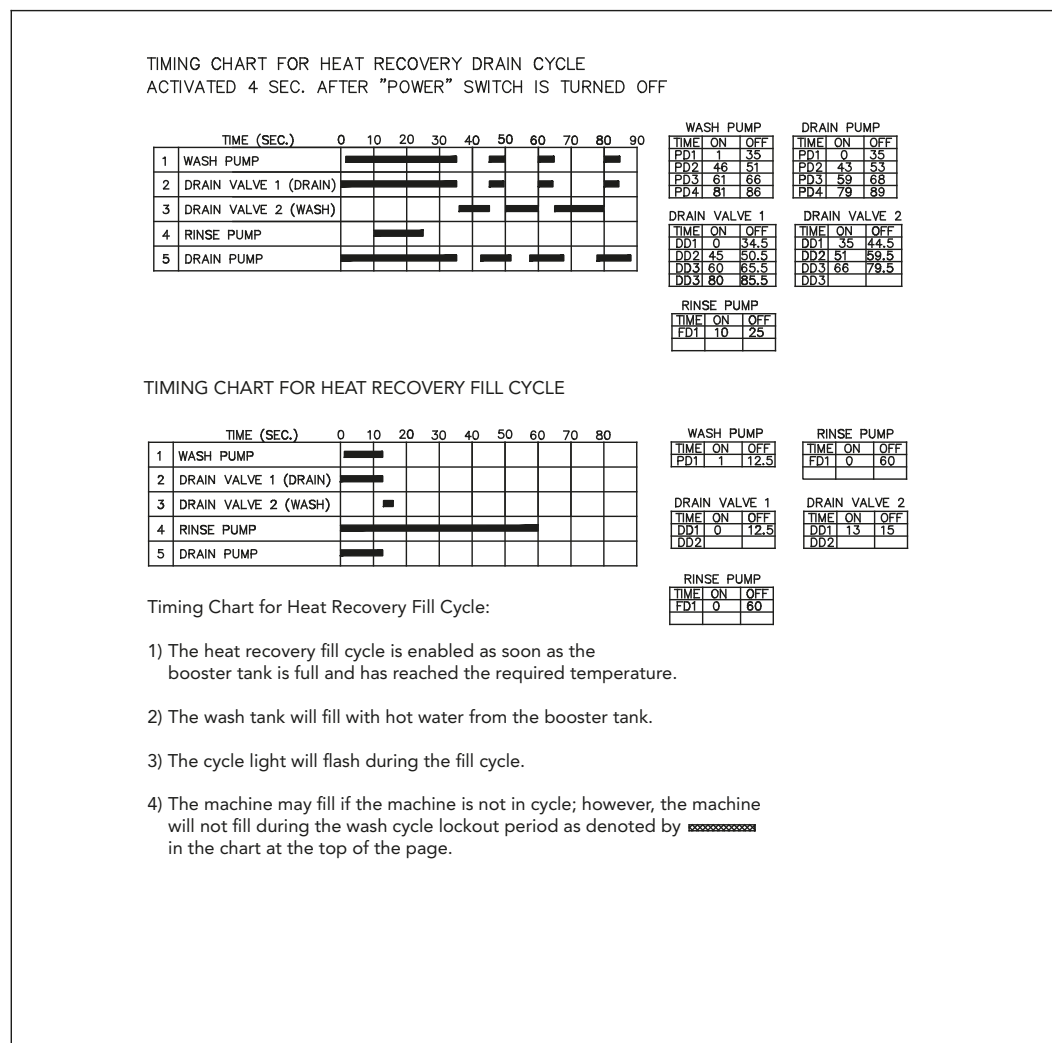 TIMING CHART FOR HEAT RECOVERY DRAIN CYCLE
ACTIVATED 4 SEC. AFTER "POWER" SWITCH IS TURNED OFF
TIME (SEC.) 0 10 20 30 40 50 60 70 80 90
1 WASH PUMP
2 DRAIN VALVE 1 (DRAIN)
3 DRAIN VALVE 2 (WASH)
4 RINSE PUMP
5 DRAIN PUMP
WASH PUMP
TIME ON OFF
PD1 1 35
PD2 46 51
PD3 61 66
PD4 81 86
DRAIN PUMP
TIME ON OFF
PD1 0 35
PD2 43 53
PD3 59 68
PD4 79 89
DRAIN VALVE 1
TIME ON OFF
DD1 0 34.5
DD2 45 50.5
DD3 60 65.5
DD3 80 85.5
DRAIN VALVE 2
TIME ON OFF
DD1 35 44.5
DD2 51 59.5
DD3 66 79.5
DD3
RINSE PUMP
TIME ON OFF
FD1 10 25
TIMING CHART FOR HEAT RECOVERY FILL CYCLE
TIME (SEC.) 0 10 20 30 40 50 60 70 80
1 WASH PUMP
2 DRAIN VALVE 1 (DRAIN)
3 DRAIN VALVE 2 (WASH)
4 RINSE PUMP
5 DRAIN PUMP
WASH PUMP
TIME ON OFF
PD1 1 12.5
RINSE PUMP
TIME ON OFF
FD1 0 60
DRAIN VALVE 1
TIME ON OFF
DD1 0 12.5
DD2
DRAIN VALVE 2
TIME ON OFF
DD1 13 15
DD2
RINSE PUMP
TIME ON OFF
FD1 0 60
Timing Chart for Heat Recovery Fill Cycle:
1) The heat recovery fill cycle is enabled as soon as the
booster tank is full and has reached the required temperature.
2) The wash tank will fill with hot water from the booster tank.
3) The cycle light will flash during the fill cycle.
4) The machine may fill if the machine is not in cycle; however, the machine
will not fill during the wash cycle lockout period as denoted by
in the chart at the top of the page.